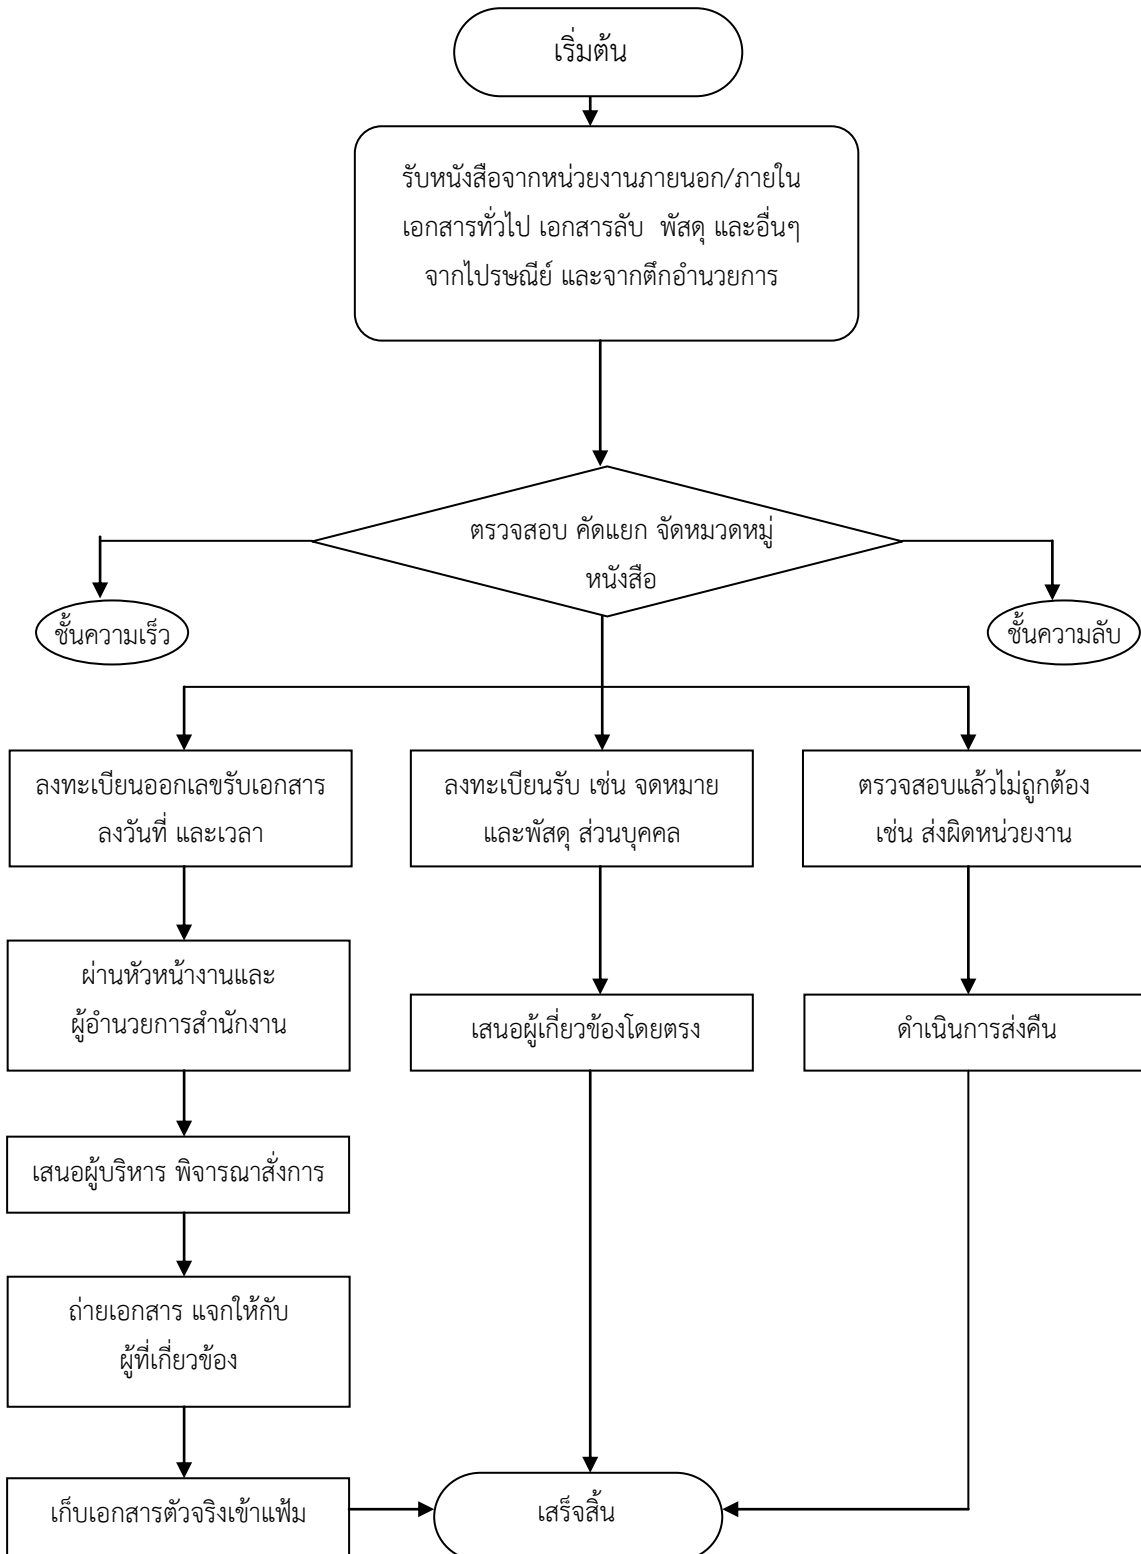 เริ่มต้น
รับหนังสือจากหน่วยงานภายนอก/ภายใน
เอกสารทั่วไป เอกสารลับ  พัสดุ และอื่นๆ
จากไปรษณีย์ และจากตึกอำนวยการ
ตรวจสอบ คัดแยก จัดหมวดหมู่
หนังสือ
ชั้นความเร็ว
ชั้นความลับ
ลงทะเบียนออกเลขรับเอกสาร
ลงวันที่ และเวลา
ลงทะเบียนรับ เช่น จดหมาย
และพัสดุ ส่วนบุคคล
ตรวจสอบแล้วไม่ถูกต้อง
เช่น ส่งผิดหน่วยงาน
ผ่านหัวหน้างานและ
ผู้อำนวยการสำนักงาน
เสนอผู้เกี่ยวข้องโดยตรง
ดำเนินการส่งคืน
เสนอผู้บริหาร พิจารณาสั่งการ
ถ่ายเอกสาร แจกให้กับ
ผู้ที่เกี่ยวข้อง
เก็บเอกสารตัวจริงเข้าแฟ้ม
เสร็จสิ้น